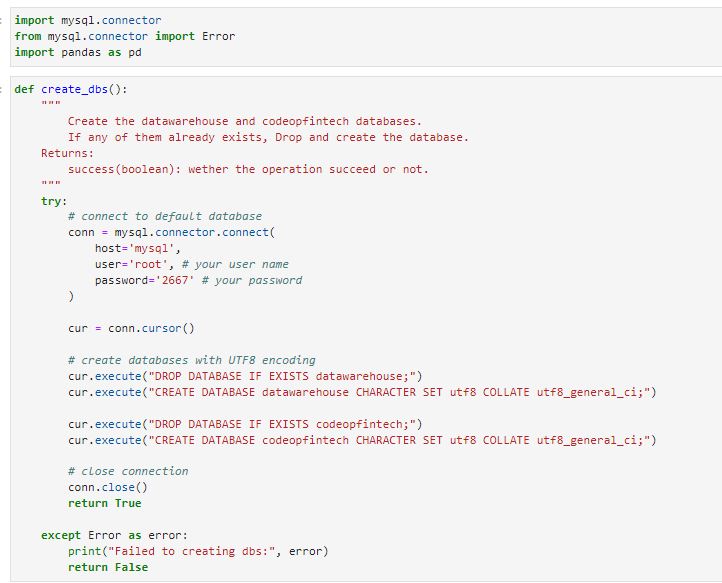 import mysql.connector
from mysql.connector import Error
import pandas as pd
def create_dbs():
    """
        Create the datawarehouse and codeopfintech databases.
        If any of them already exists, Drop and create the database.
    Returns:
        success(boolean): wether the operation succeed or not.
    """
    try:
        # connect to default database
        conn = mysql.connector.connect(
            host='mysql',
            user='root', # your user name
            password='2667' # your password
        )
        cur = conn.cursor()
        # create databases with UTF8 encoding
        cur.execute("DROP DATABASE IF EXISTS datawarehouse;")
        cur.execute("CREATE DATABASE datawarehouse CHARACTER SET utf8 COLLATE utf8_general_ci;")
        cur.execute("DROP DATABASE IF EXISTS codeopfintech;")
        cur.execute("CREATE DATABASE codeopfintech CHARACTER SET utf8 COLLATE utf8_general_ci;")
        # close connection
        conn.close()
        return True
    except Error as error:
        print("Failed to creating dbs:", error)
        return False